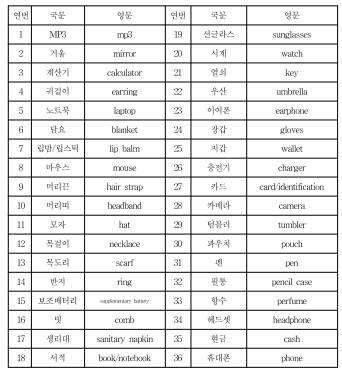 연번 국문 영문 연번 국문 영문
1 MP3 mp3 19 선글라스 sunglasses
2 거울 mirror 20 시계 watch
3 계산기 calculator 21 열쇠 key
4 귀걸이 earring 22 우산 umbrella
5 노트북 laptop 23 이어폰 earphone
6 담요 blanket 24 장갑 gloves
7 립밤/립스틱 lip balm 25 지갑 wallet
8 마우스 mouse 26 충전기 charger
9 머리끈 hair strap 27 카드 card/identification
10 머리띠 headband 28 카메라 camera
11 모자 hat 29 텀블러 tumbler
12 목걸이 necklace 30 파우치 pouch
13 목도리 scarf 31 펜 pen
14 반지 ring 32 필통 pencil case
15 보조배터리 supplementary battery 33 향수 perfume
16 빗 comb 34 헤드셋 headphone
17 생리대 sanitary napkin 35 현금 cash
18 서적 book/notebook 36 휴대폰 phone